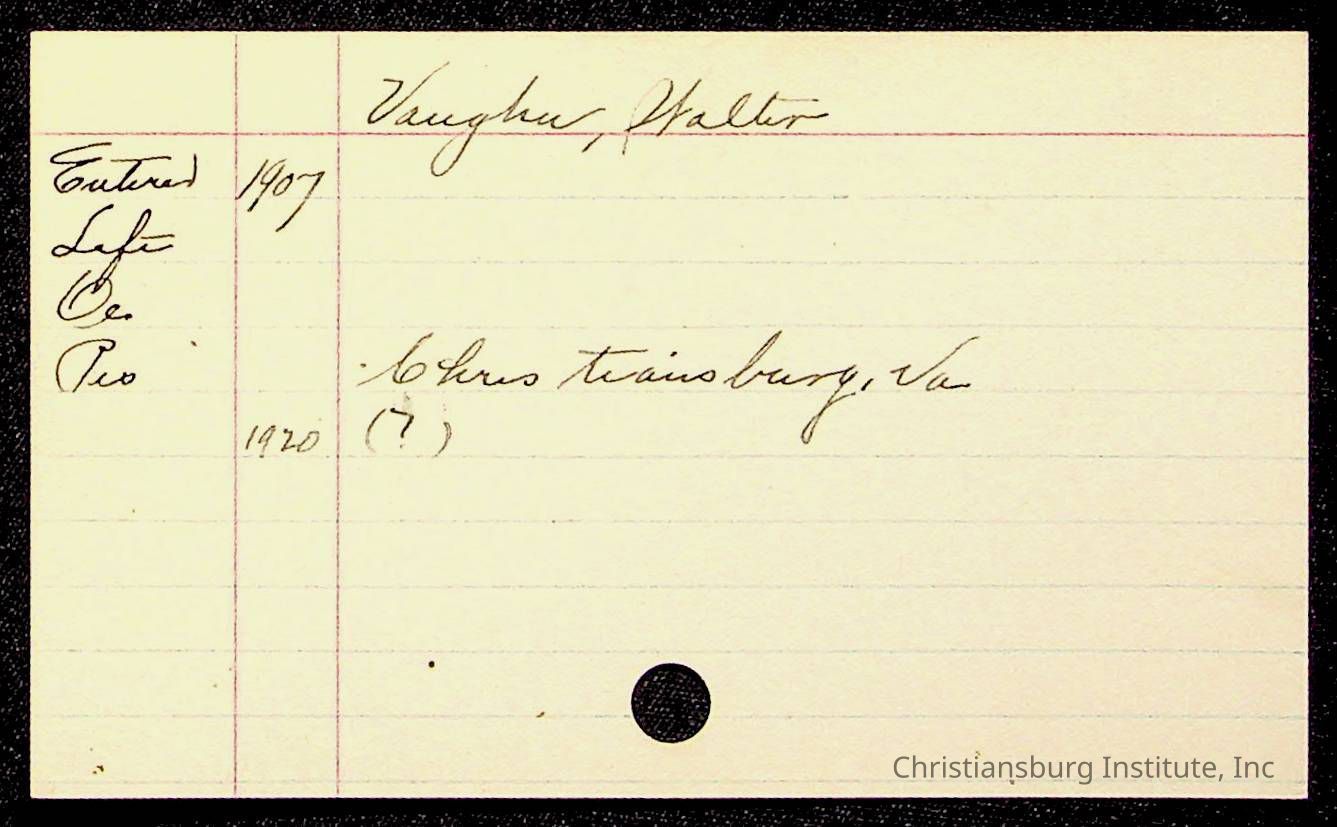 Vaughn, Walter
Entered 1907
Left
Oc.
Res Christiansburg, Va
1920 (?)
Christiansburg Institute, Inc